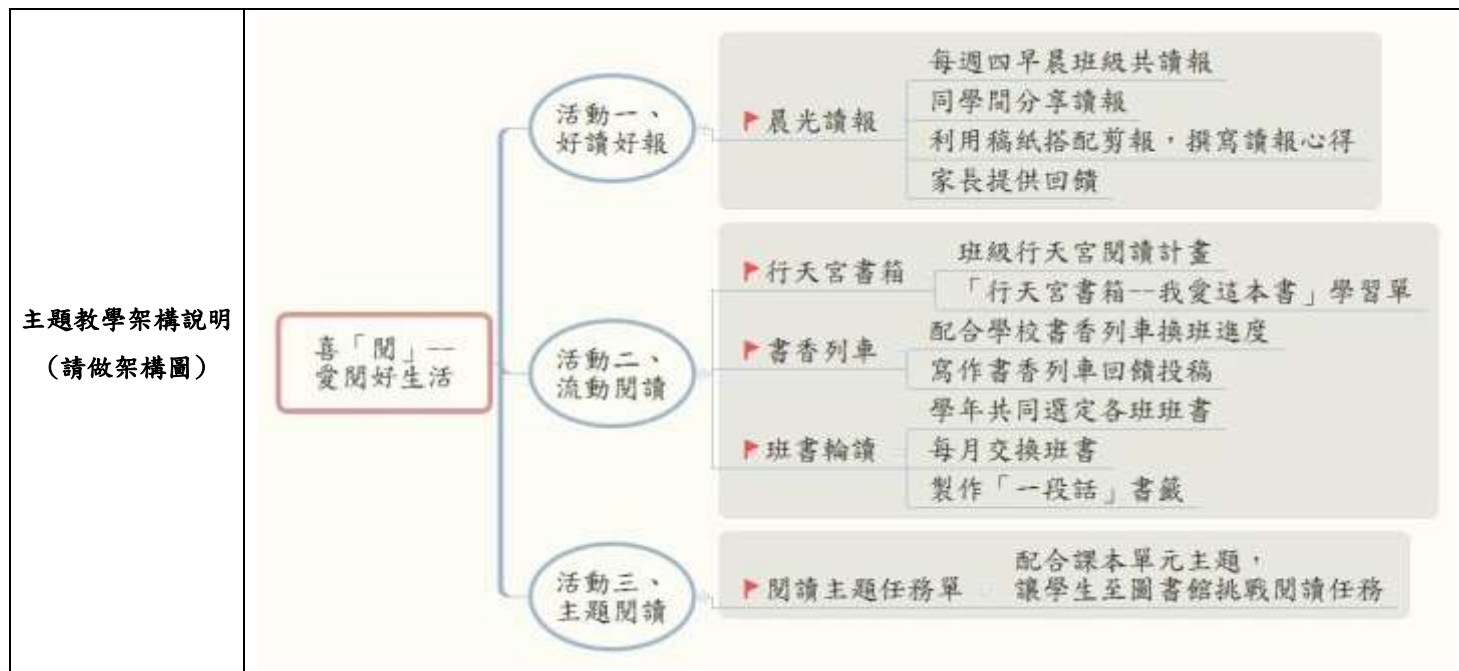 主題教學架構說明
(請做架構圖)
喜「閱」--
愛閱好生活
活動一、
好讀好報
晨光讀報
每週四早晨班級共讀報
同學間分享讀報
利用稿紙搭配剪報，撰寫讀報心得
家長提供回饋
活動二、
流動閱讀
行天宮書箱
班級行天宮閱讀計畫
「行天宮書箱--我愛這本書」學習單
書香列車
配合學校書香列車換班進度
寫作書香列車回饋投稿
班書輪讀
學年共同選定各班班書
每月交換班書
製作「一段話」書籤
活動三、
主題閱讀
閱讀主題任務單
配合課本單元主題，
讓學生至圖書館挑戰閱讀任務